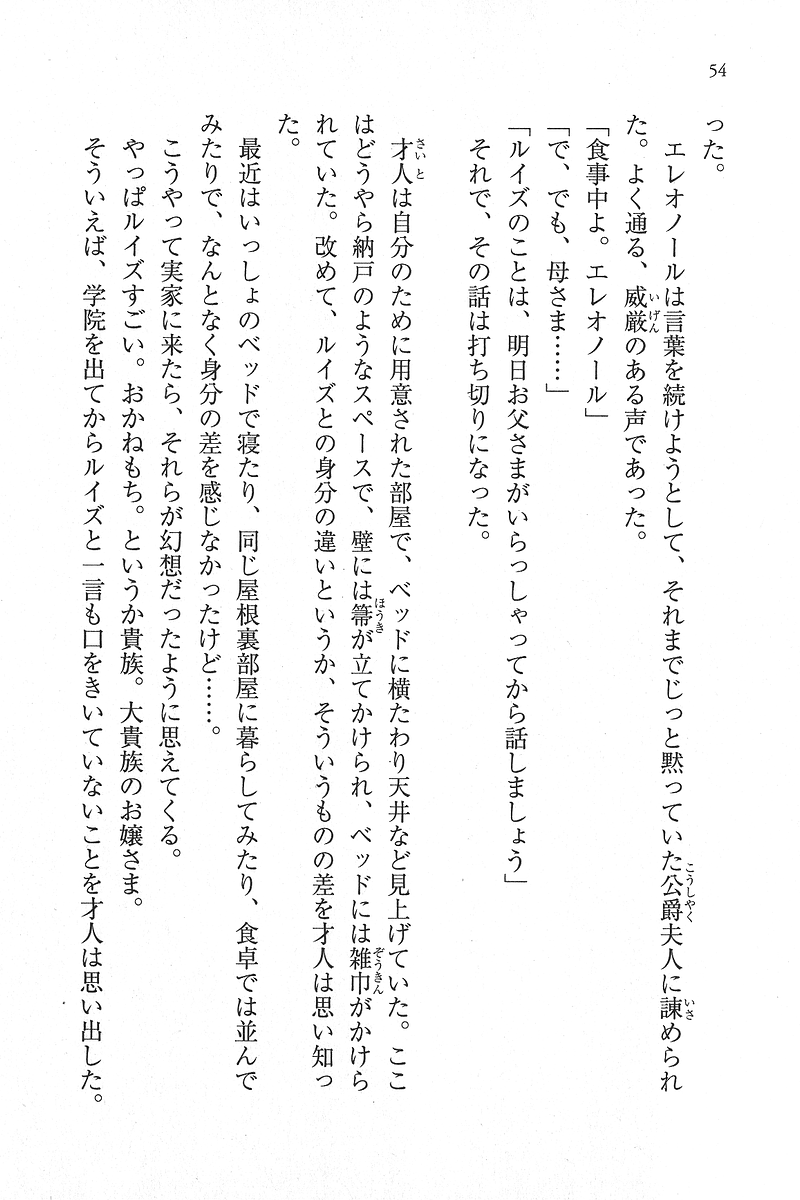 54
った。
　エレオノールは言葉を続けようとして、それまでじっと黙っていた公爵夫人に諫められ
た。よく通る、威厳のある声であった。
「食事中よ。エレオノール」
「で、でも、母さま……」
「ルイズのことは、明日お父さまがいらっしゃってから話しましょう」
　それで、その話は打ち切りになった。
　才人は自分のために用意された部屋で、ベッドに横たわり天井など見上げていた。ここ
はどうやら納戸のようなスペースで、壁には箒が立てかけられ、ベッドには雑巾がかけら
れていた。改めて、ルイズとの身分の違いというか、そういうものの差を才人は思い知っ
た。
　最近はいっしょのベッドで寝たり、同じ屋根裏部屋に暮らしてみたり、食卓では並んで
みたりで、なんとなく身分の差を感じなかったけど……。
　こうやって実家に来たら、それらが幻想だったように思えてくる。
　やっぱルイズすごい。おかねもち。というか貴族。大貴族のお嬢さま。
　そういえば、学院を出てからルイズと一言も口をきいていないことを才人は思い出した。